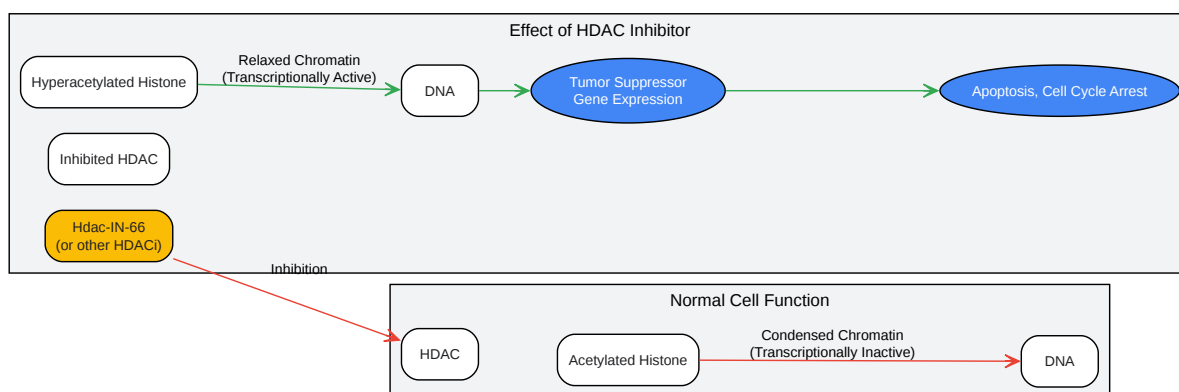 Effect of HDAC Inhibitor
Hyperacetylated Histone
Relaxed Chromatin
(Transcriptionally Active)
DNA
Tumor Suppressor
Gene Expression
Apoptosis, Cell Cycle Arrest
Inhibited HDAC
Hdac-IN-66
(or other HDACi)
Inhibition
Normal Cell Function
HDAC
Acetylated Histone
Condensed Chromatin
(Transcriptionally Inactive)
DNA